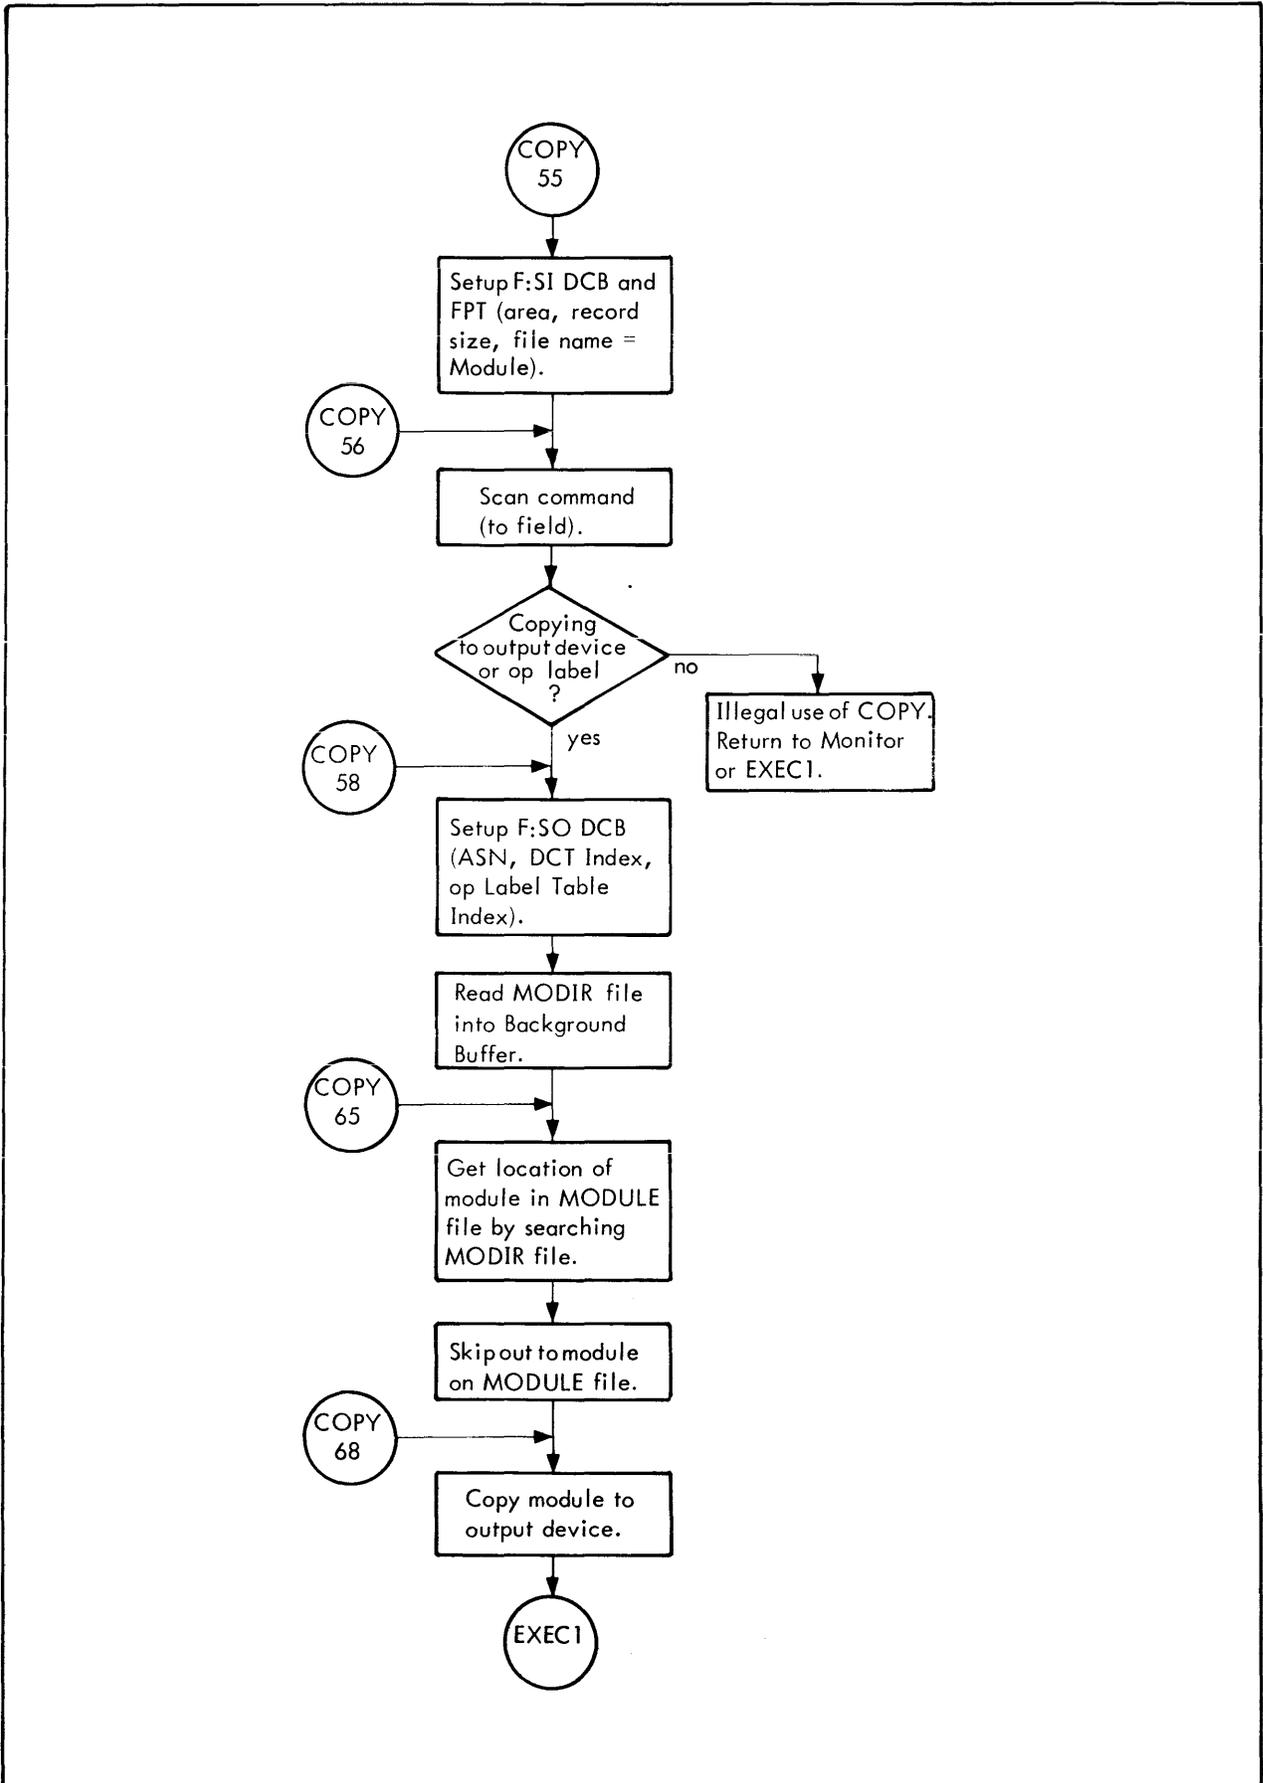 COPY
55
Setup F:SI DCB and
FPT (area, record
size, file name =
Module).
COPY
56
Scan command
(to field).
Copying
to output device
or op label
?
no
Illegal use of COPY.
Return to Monitor
or EXEC1.
yes
COPY
58
Setup F:SO DCB
(ASN, DCT Index,
op Label Table
Index).
Read MODIR file
into Background
Buffer.
COPY
65
Get location of
module in MODULE
file by searching
MODIR file.
Skip out to module
on MODULE file.
COPY
68
Copy module to
output device.
EXEC1